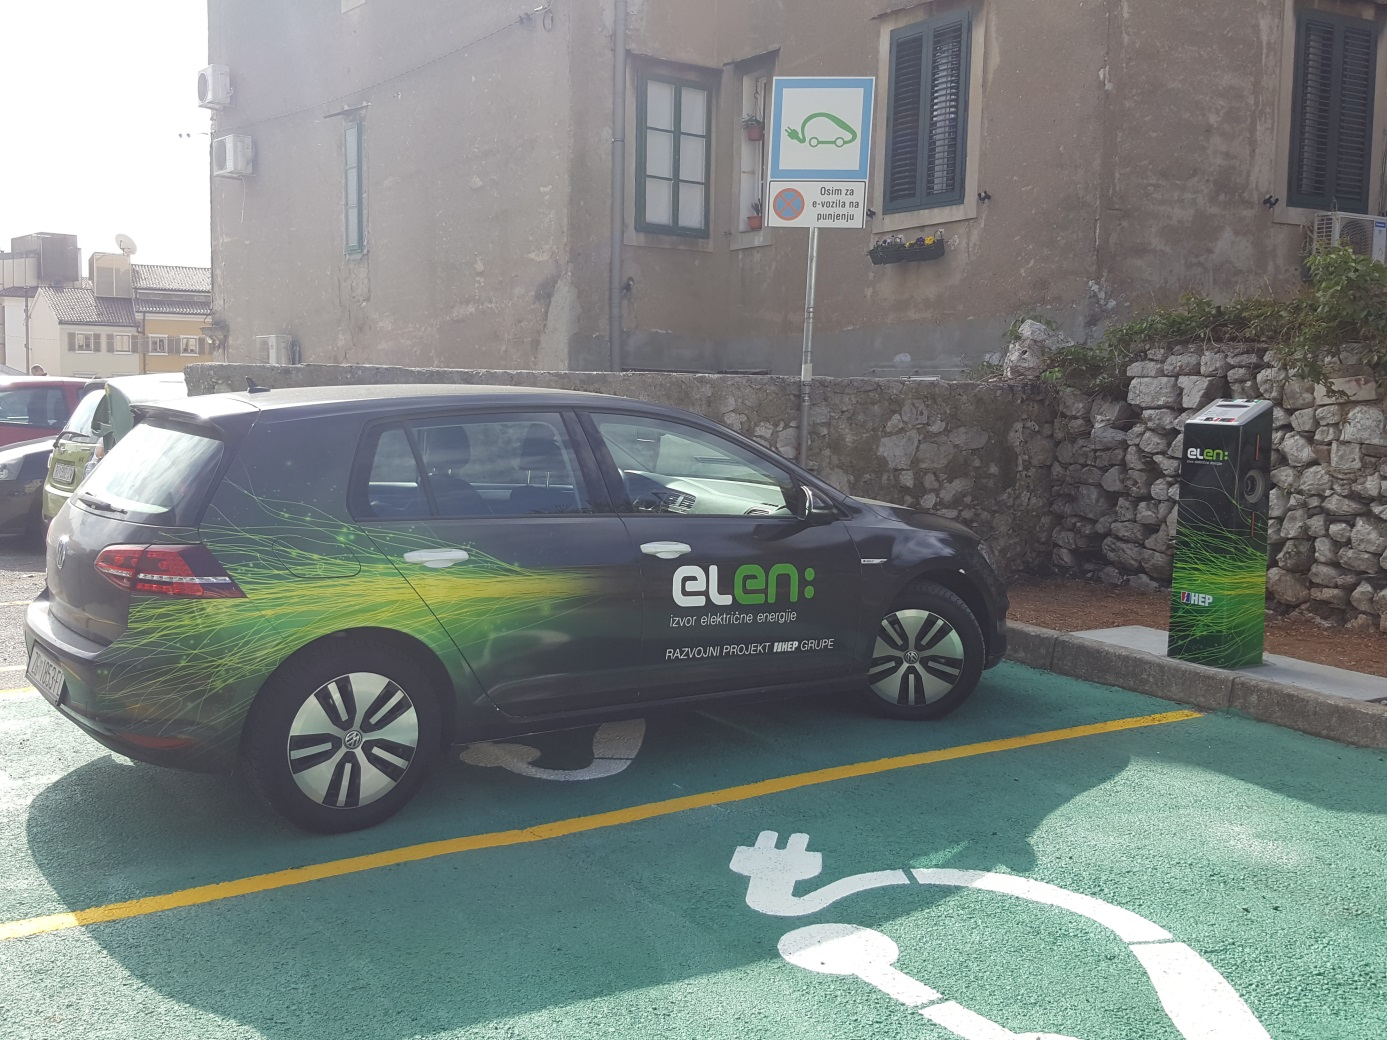 Osim za
e-vozila na
punjenju
elen:
HEP
elen:
izvor električne energije
RAZVOJNI PROJEKT HEP GRUPE